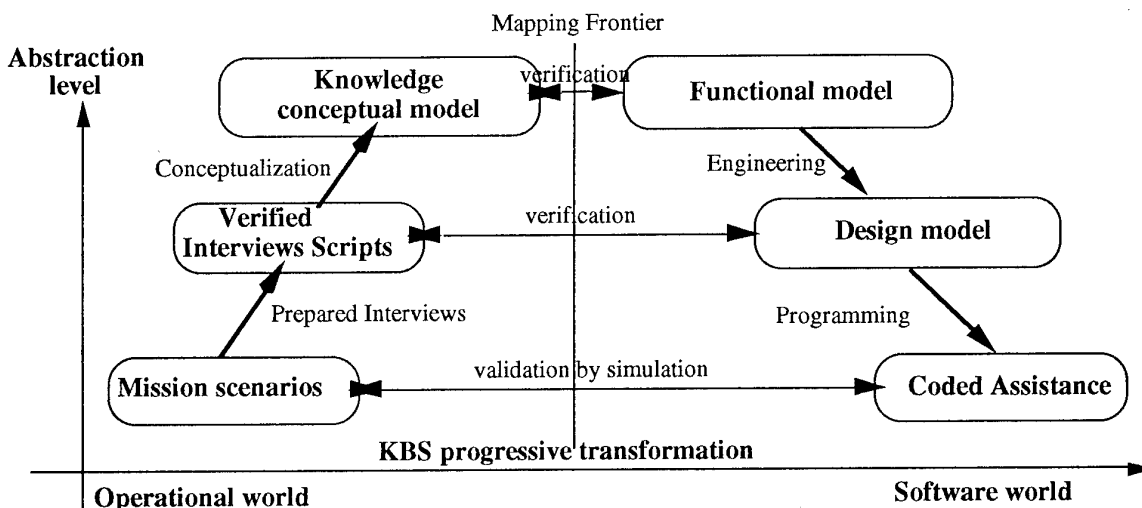 Mapping Frontier
Abstraction
level
Knowledge
conceptual model
verification
Functional model
Conceptualization
Engineering
Verified
Interviews Scripts
verification
Design model
Prepared Interviews
Programming
Mission scenarios
validation by simulation
Coded Assistance
KBS progressive transformation
Operational world
Software world